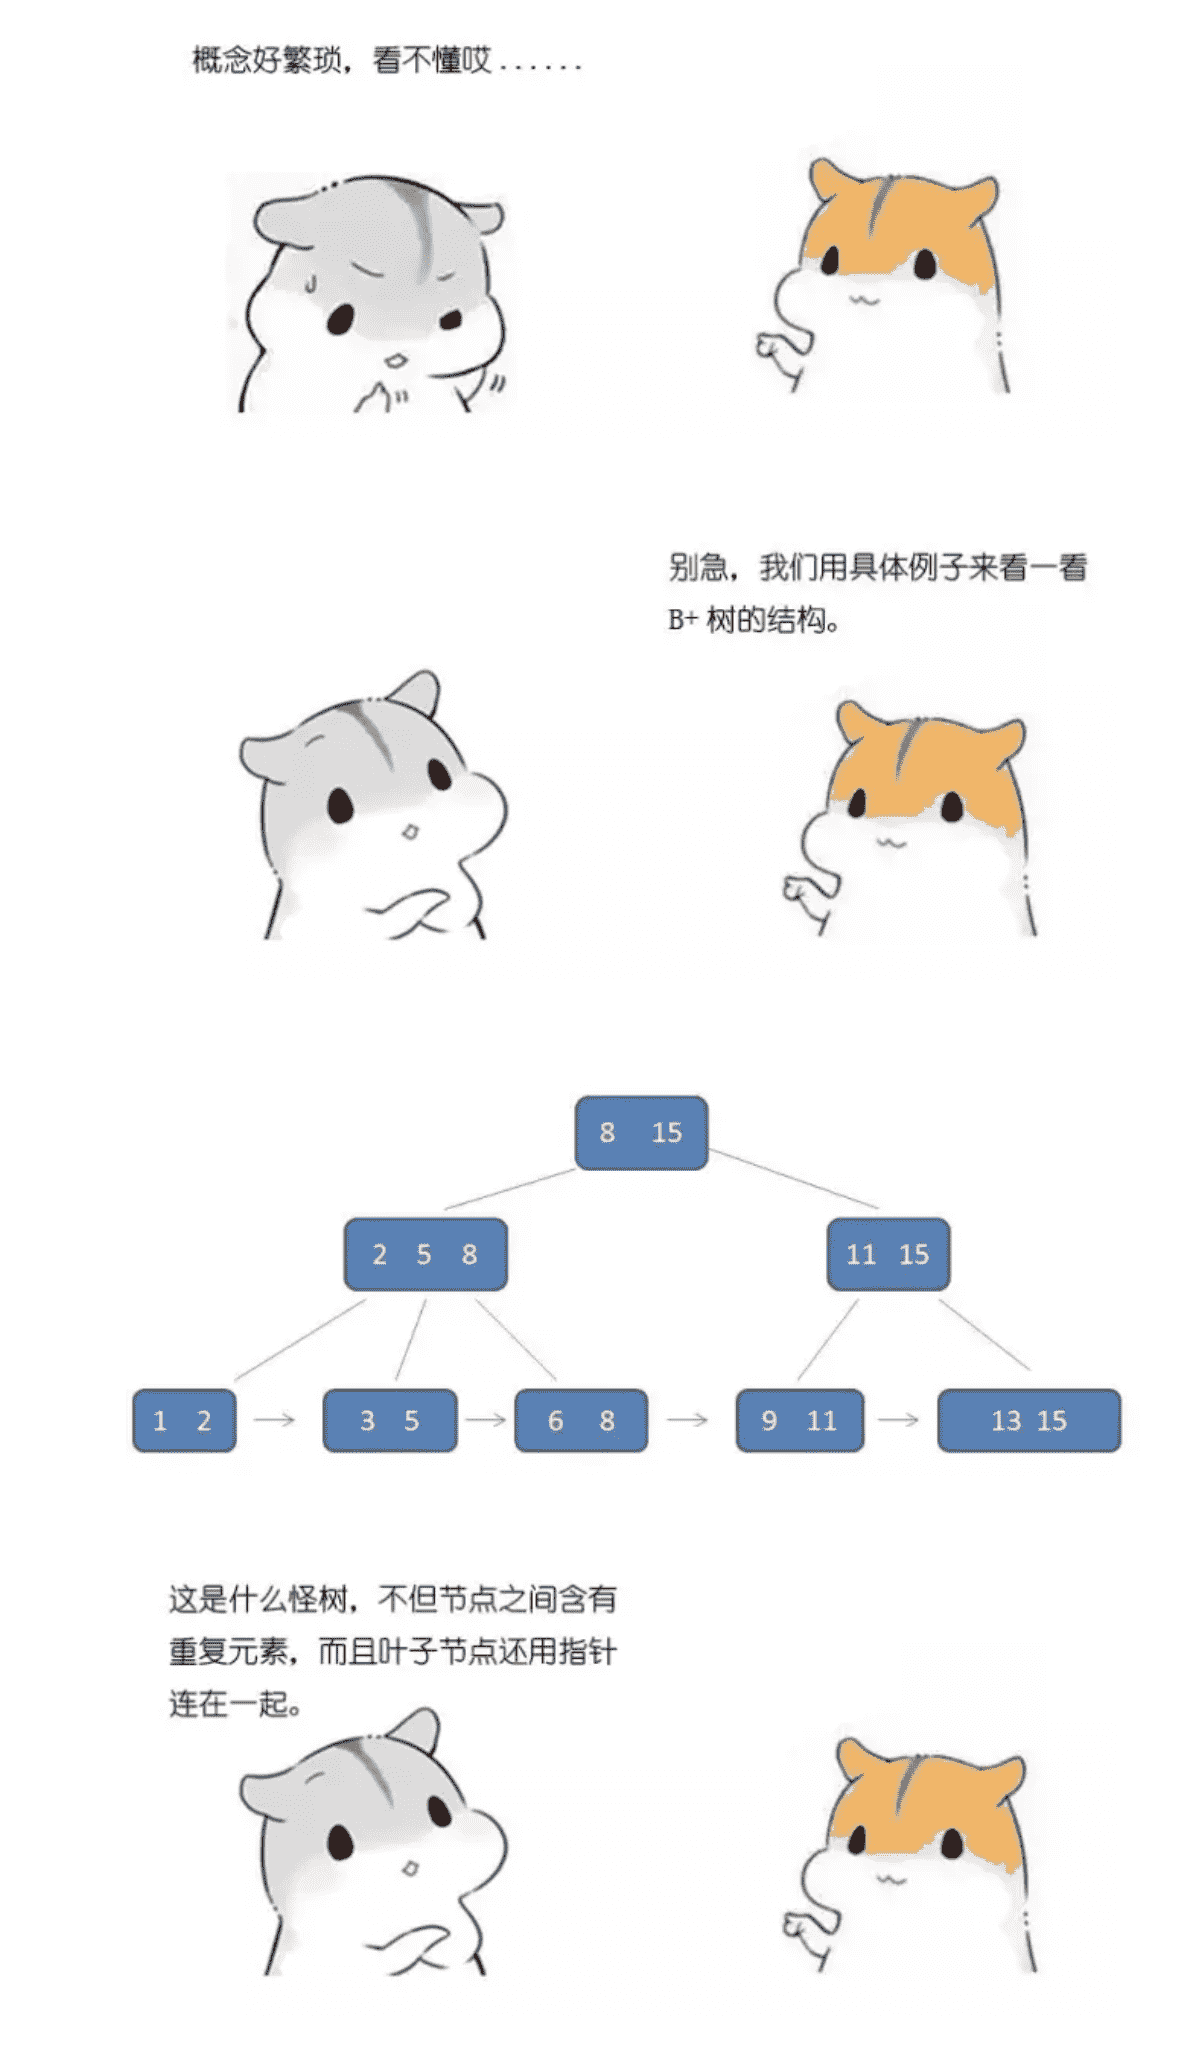 概念好繁琐，看不懂哎......
别急，我们用具体例子来看一看
B+ 树的结构。
8 15
2 5 8
11 15
1 2
3 5
6 8
9 11
13 15
这是什么怪树，不但节点之间含有
重复元素，而且叶子节点还用指针
连在一起。